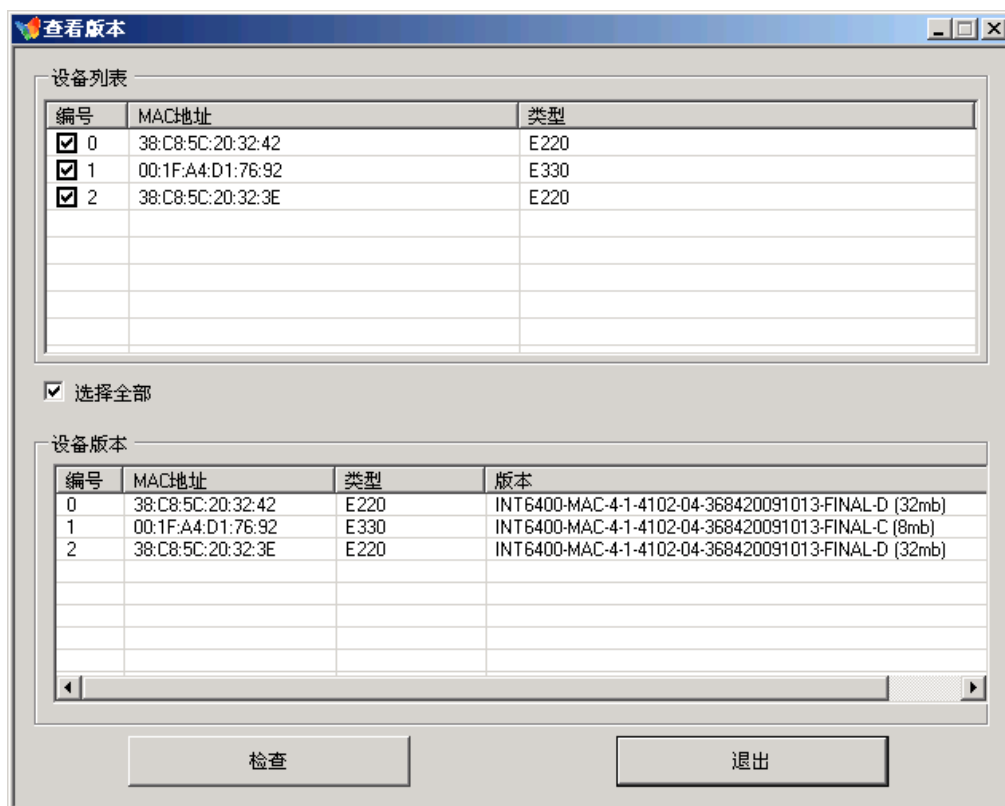 查看版本
设备列表
编号 MAC地址 类型
0 38:C8:5C:20:32:42 E220
1 00:1F:A4:D1:76:92 E330
2 38:C8:5C:20:32:3E E220
选择全部
设备版本
编号 MAC地址 类型 版本
0 38:C8:5C:20:32:42 E220 INT6400-MAC-4-1-4102-04-368420091013-FINAL-D (32mb)
1 00:1F:A4:D1:76:92 E330 INT6400-MAC-4-1-4102-04-368420091013-FINAL-C (8mb)
2 38:C8:5C:20:32:3E E220 INT6400-MAC-4-1-4102-04-368420091013-FINAL-D (32mb)
检查 退出